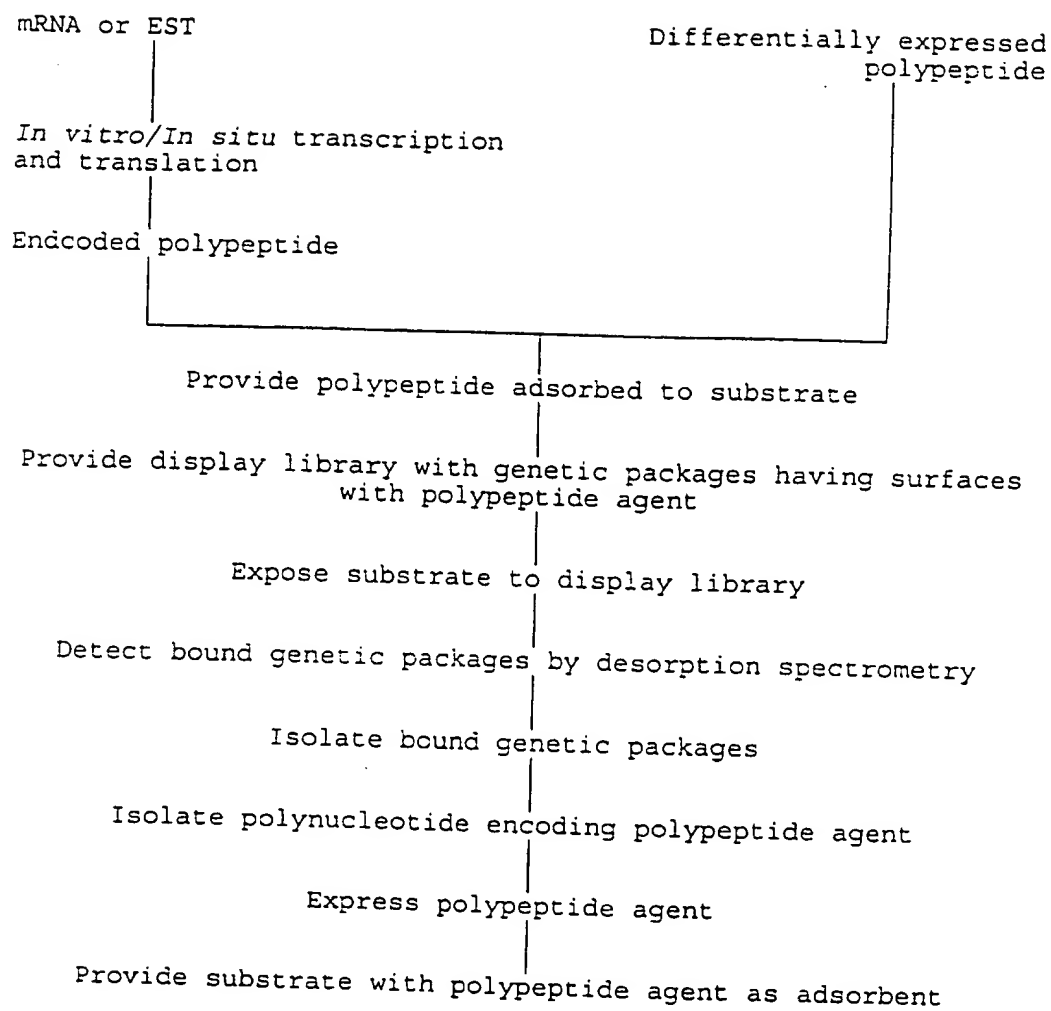 mRNA or EST
Differentially expressed
polypeptide
In vitro/In situ transcription
and translation
Endcoded polypeptide
Provide polypeptide adsorbed to substrate
Provide display library with genetic packages having surfaces
with polypeptide agent
Expose substrate to display library
Detect bound genetic packages by desorption spectrometry
Isolate bound genetic packages
Isolate polynucleotide encoding polypeptide agent
Express polypeptide agent
Provide substrate with polypeptide agent as adsorbent